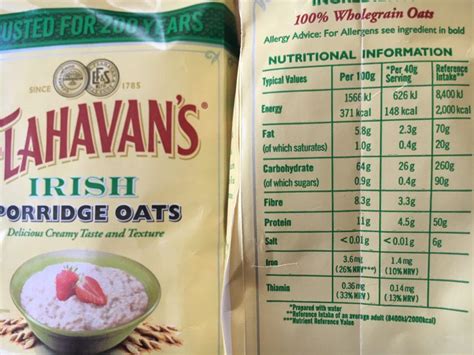 USTED FOR 200 YEARS
SINCE
1785
FLAHAVAN'S
IRISH
PORRIDGE OATS
Delicious Creamy Taste and Texture
100% Wholegrain Oats
Allergy Advice: For Allergens see ingredient in bold
NUTRITIONAL INFORMATION
Typical Values Per 100g *Per 40g Serving Reference Intake**
Energy 1566 kJ 626 kJ 8,400 kJ
371 kcal 148 kcal 2,000 kcal
Fat 5.8g 2.3g 70g
(of which saturates) 1.0g 0.4g 20g
Carbohydrate 64g 26g 260g
(of which sugars) 0.9g 0.4g 90g
Fibre 8.3g 3.3g
Protein 11g 4.5g 50g
Salt <0.01g <0.01g 6g
Iron 3.6mg 1.4mg
(26% NRV***) (10% NRV)
Thiamin 0.36mg 0.14mg
(33% NRV) (13% NRV)
*Prepared with water
**Reference Intake of an average adult (8400kJ/2000kcal)
***Nutrient Reference Value